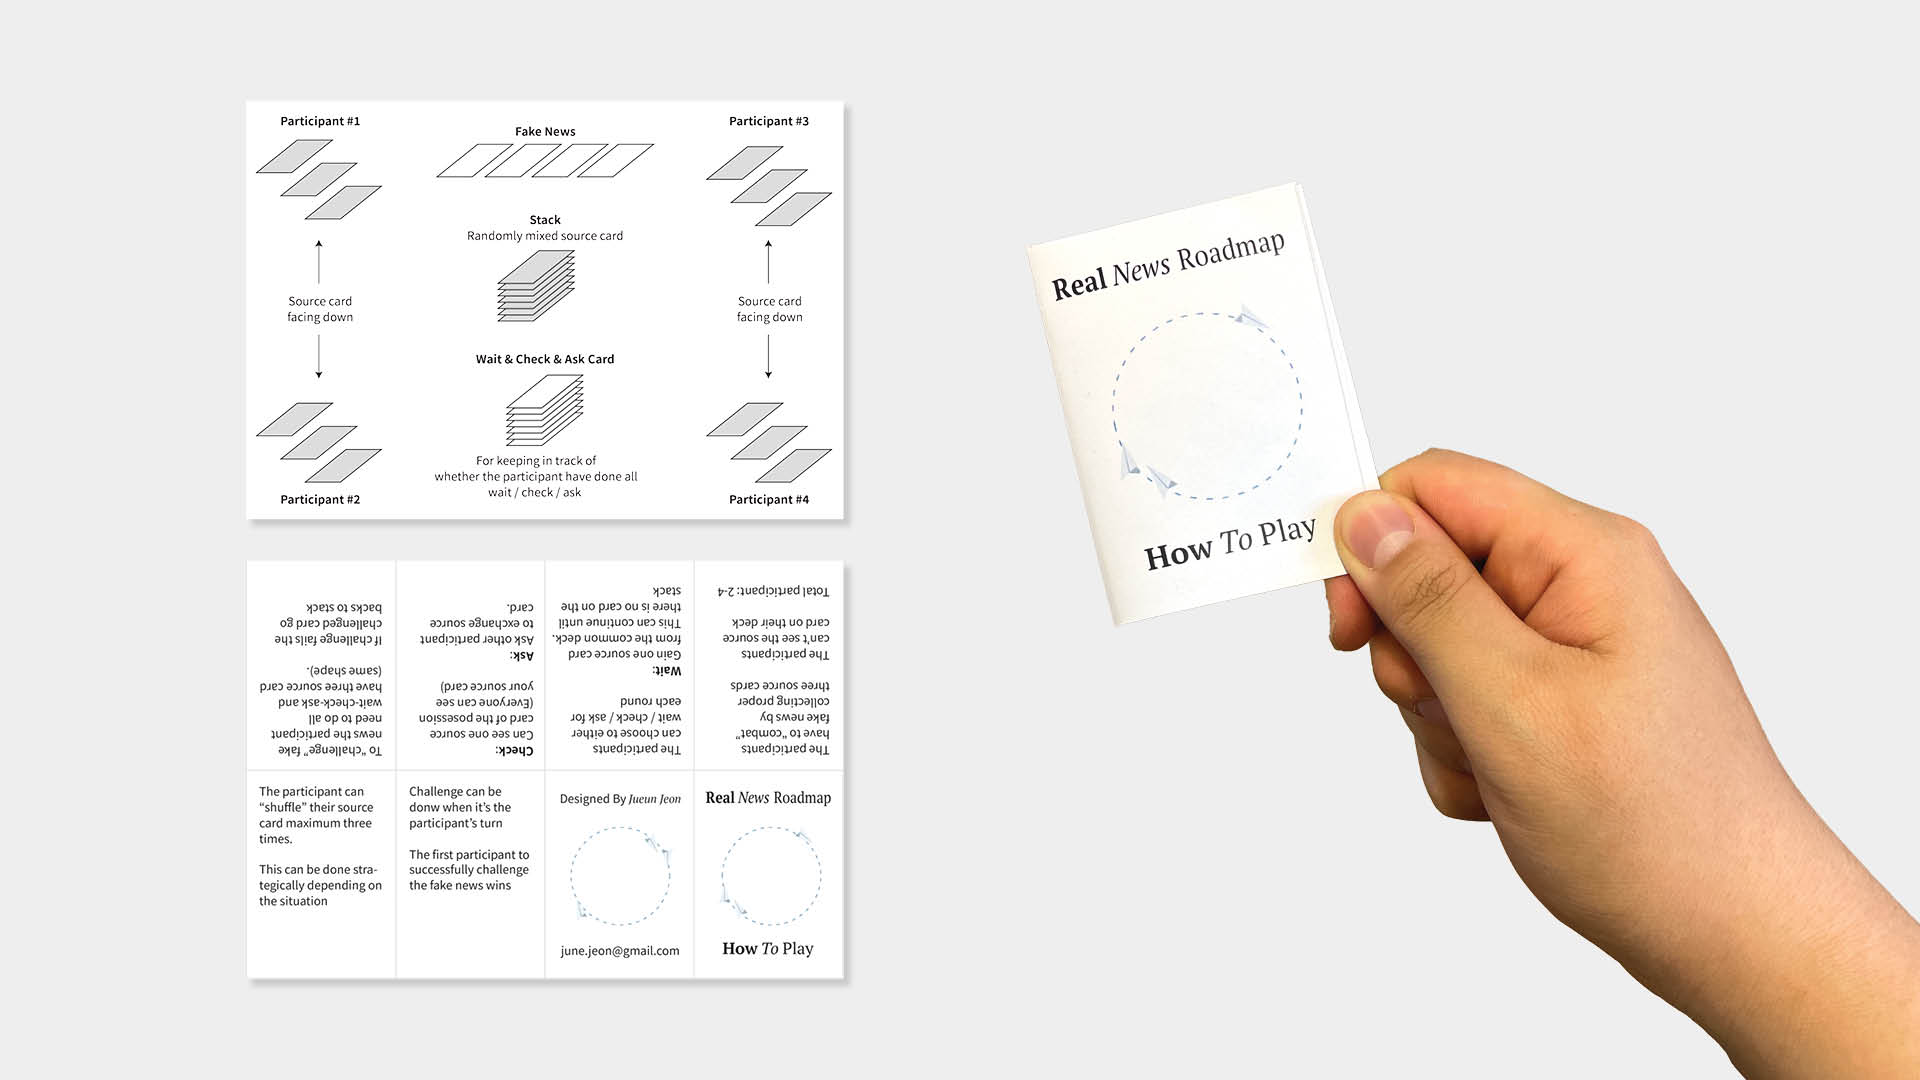 Participant #1
Fake News
Participant #3
Stack
Randomly mixed source card
Source card
facing down
Source card
facing down
Wait & Check & Ask Card
For keeping in track of
whether the participant have done all
wait / check / ask
Participant #2
Participant #4
Total participant: 2-4
The participants
can't see the source
card on their deck
The participants
have to “combat”
fake news by
collecting proper
three source cards
The participants
can choose to either
wait / check / ask for
each round
Wait:
Gain one source card
from the common deck.
This can continue until
there is no card on the
stack
Check:
Can see one source
card of the posession
(Everyone can see
your source card)
Ask:
Ask other participant
to exchange source
card.
To “challenge” fake
news the participant
need to do all
wait-check-ask and
have three source card
(same shape).
If challenge fails the
challenged card go
backs to stack
The participant can
“shuffle” their source
card maximum three
times.
This can be done stra-
tegically depending on
the situation
Challenge can be
donw when it's the
participant's turn
The first participant to
successfully challenge
the fake news wins
Designed By Jueun Jeon
june.jeon@gmail.com
Real News Roadmap
How To Play
Real News Roadmap
How To Play